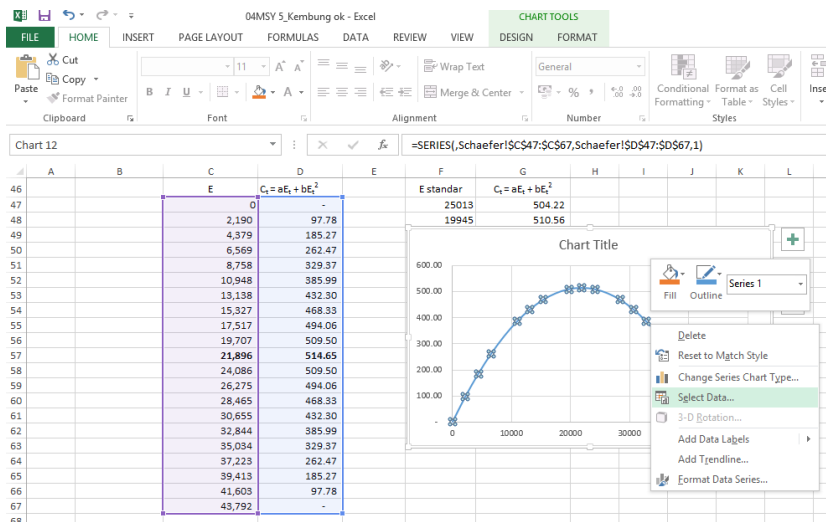 04MSY 5_Kembung ok - Excel
CHART TOOLS
FILE HOME INSERT PAGE LAYOUT FORMULAS DATA REVIEW VIEW DESIGN FORMAT
Paste
Cut
Copy
Format Painter
Clipboard
11 A A
B I U A
Font
Wrap Text
Merge & Center
Alignment
General
% ,
Number
Conditional Formatting
Format as Table
Cell Styles
Styles
Inse
Chart 12
fx
=SERIES(,Schaefer!$C$47:$C$67,Schaefer!$D$47:$D$67,1)
A B C D E F G H I J K L
46 E Ct = aEt + bEt² E standar Ct = aEt + bEt²
47 0 - 25013 504.22
48 2,190 97.78 19945 510.56
49 4,379 185.27
50 6,569 262.47
51 8,758 329.37
52 10,948 385.99
53 13,138 432.30
54 15,327 468.33
55 17,517 494.06
56 19,707 509.50
57 21,896 514.65
58 24,086 509.50
59 26,275 494.06
60 28,465 468.33
61 30,655 432.30
62 32,844 385.99
63 35,034 329.37
64 37,223 262.47
65 39,413 185.27
66 41,603 97.78
67 43,792 -
68
Chart Title
600.00
500.00
400.00
300.00
200.00
100.00
-
0 10000 20000 30000
Fill Outline Series 1
Delete
Reset to Match Style
Change Series Chart Type...
Select Data...
3-D Rotation...
Add Data Labels
Add Trendline...
Format Data Series...